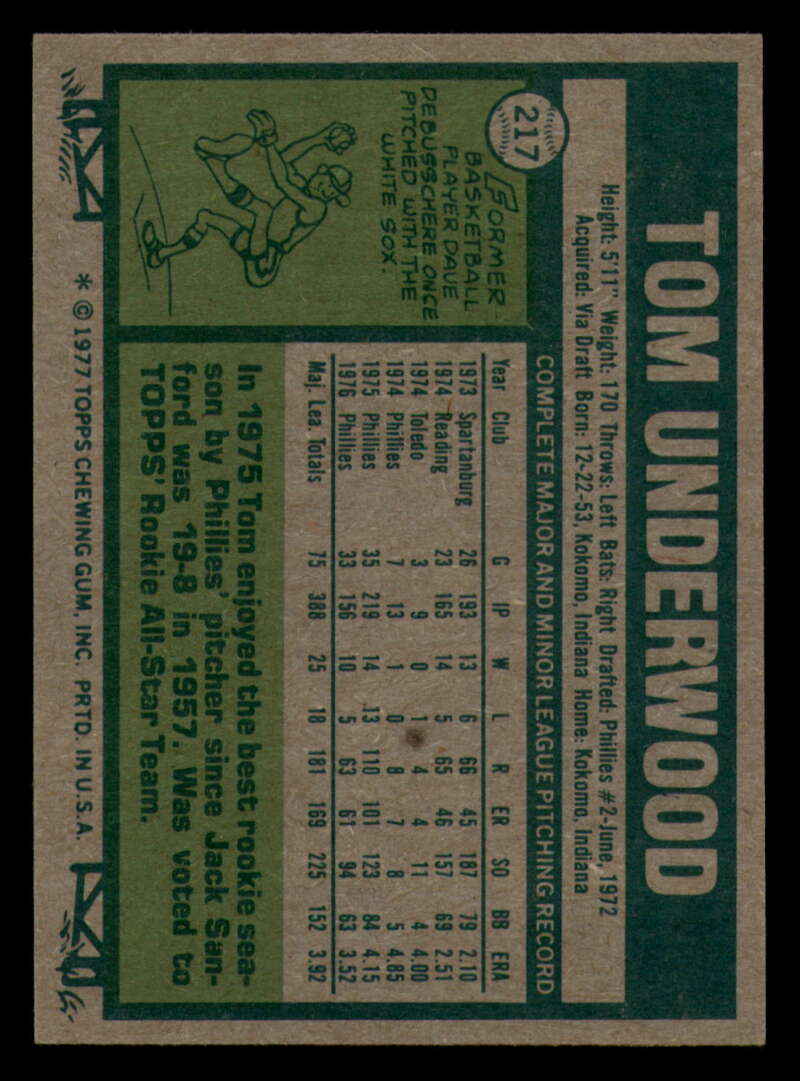 217
TOM UNDERWOOD
Height: 5'11" Weight: 170 Throws: Left Bats: Right Drafted: Phillies #2-June, 1972
Acquired: Via Draft Born: 12-22-53, Kokomo, Indiana Home: Kokomo, Indiana
COMPLETE MAJOR AND MINOR LEAGUE PITCHING RECORD
Year Club G IP W L R ER SO BB ERA
1973 Spartanburg 26 193 13 6 66 45 187 79 2.10
1974 Reading 23 165 14 5 65 46 157 69 2.51
1974 Toledo 3 9 0 1 4 4 11 4 4.00
1974 Phillies 7 13 1 0 8 7 8 5 4.85
1975 Phillies 35 219 14 13 110 101 123 84 4.15
1976 Phillies 33 156 10 5 63 61 94 63 3.52
Maj. Lea. Totals 75 388 25 18 181 169 225 152 3.92
FORMER
BASKETBALL
PLAYER DAVE
DEBUSSCHERE ONCE
PITCHED WITH THE
WHITE SOX.
In 1975 Tom enjoyed the best rookie sea-
son by Phillies' pitcher since Jack San-
ford was 19-8 in 1957. Was voted to
TOPPS' Rookie All-Star Team.
* © 1977 TOPPS CHEWING GUM, INC. PRTD. IN U.S.A.